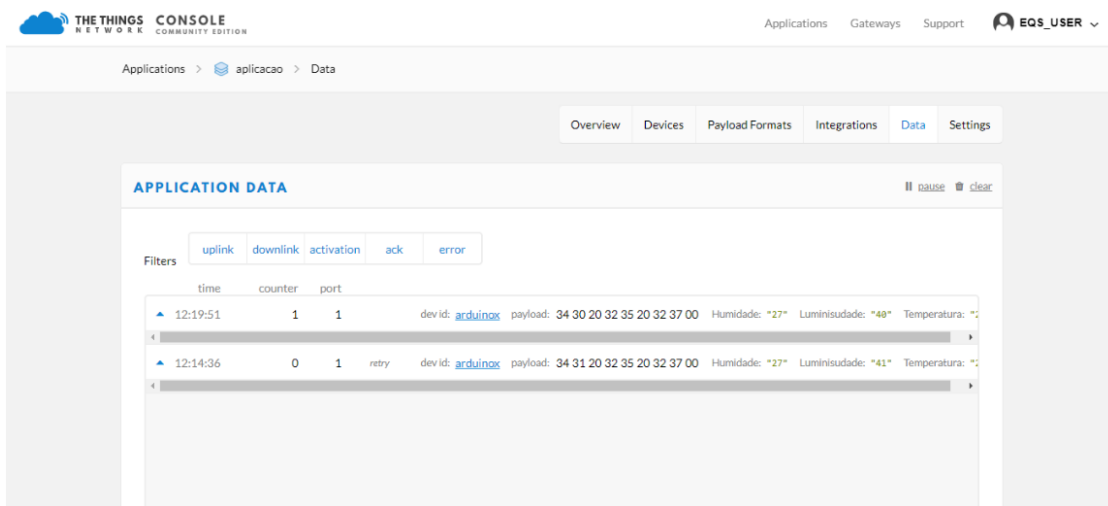 THE THINGS CONSOLE
NETWORK COMMUNITY EDITION
Applications Gateways Support EQS_USER
Applications > aplicacao > Data
Overview Devices Payload Formats Integrations Data Settings
APPLICATION DATA
pause clear
Filters uplink downlink activation ack error
time counter port
12:19:51 1 1 dev id: arduinox payload: 34 30 20 32 35 20 32 37 00 Humidade: "27" Luminisudade: "40" Temperatura: "2
12:14:36 0 1 retry dev id: arduinox payload: 34 31 20 32 35 20 32 37 00 Humidade: "27" Luminisudade: "41" Temperatura: "2